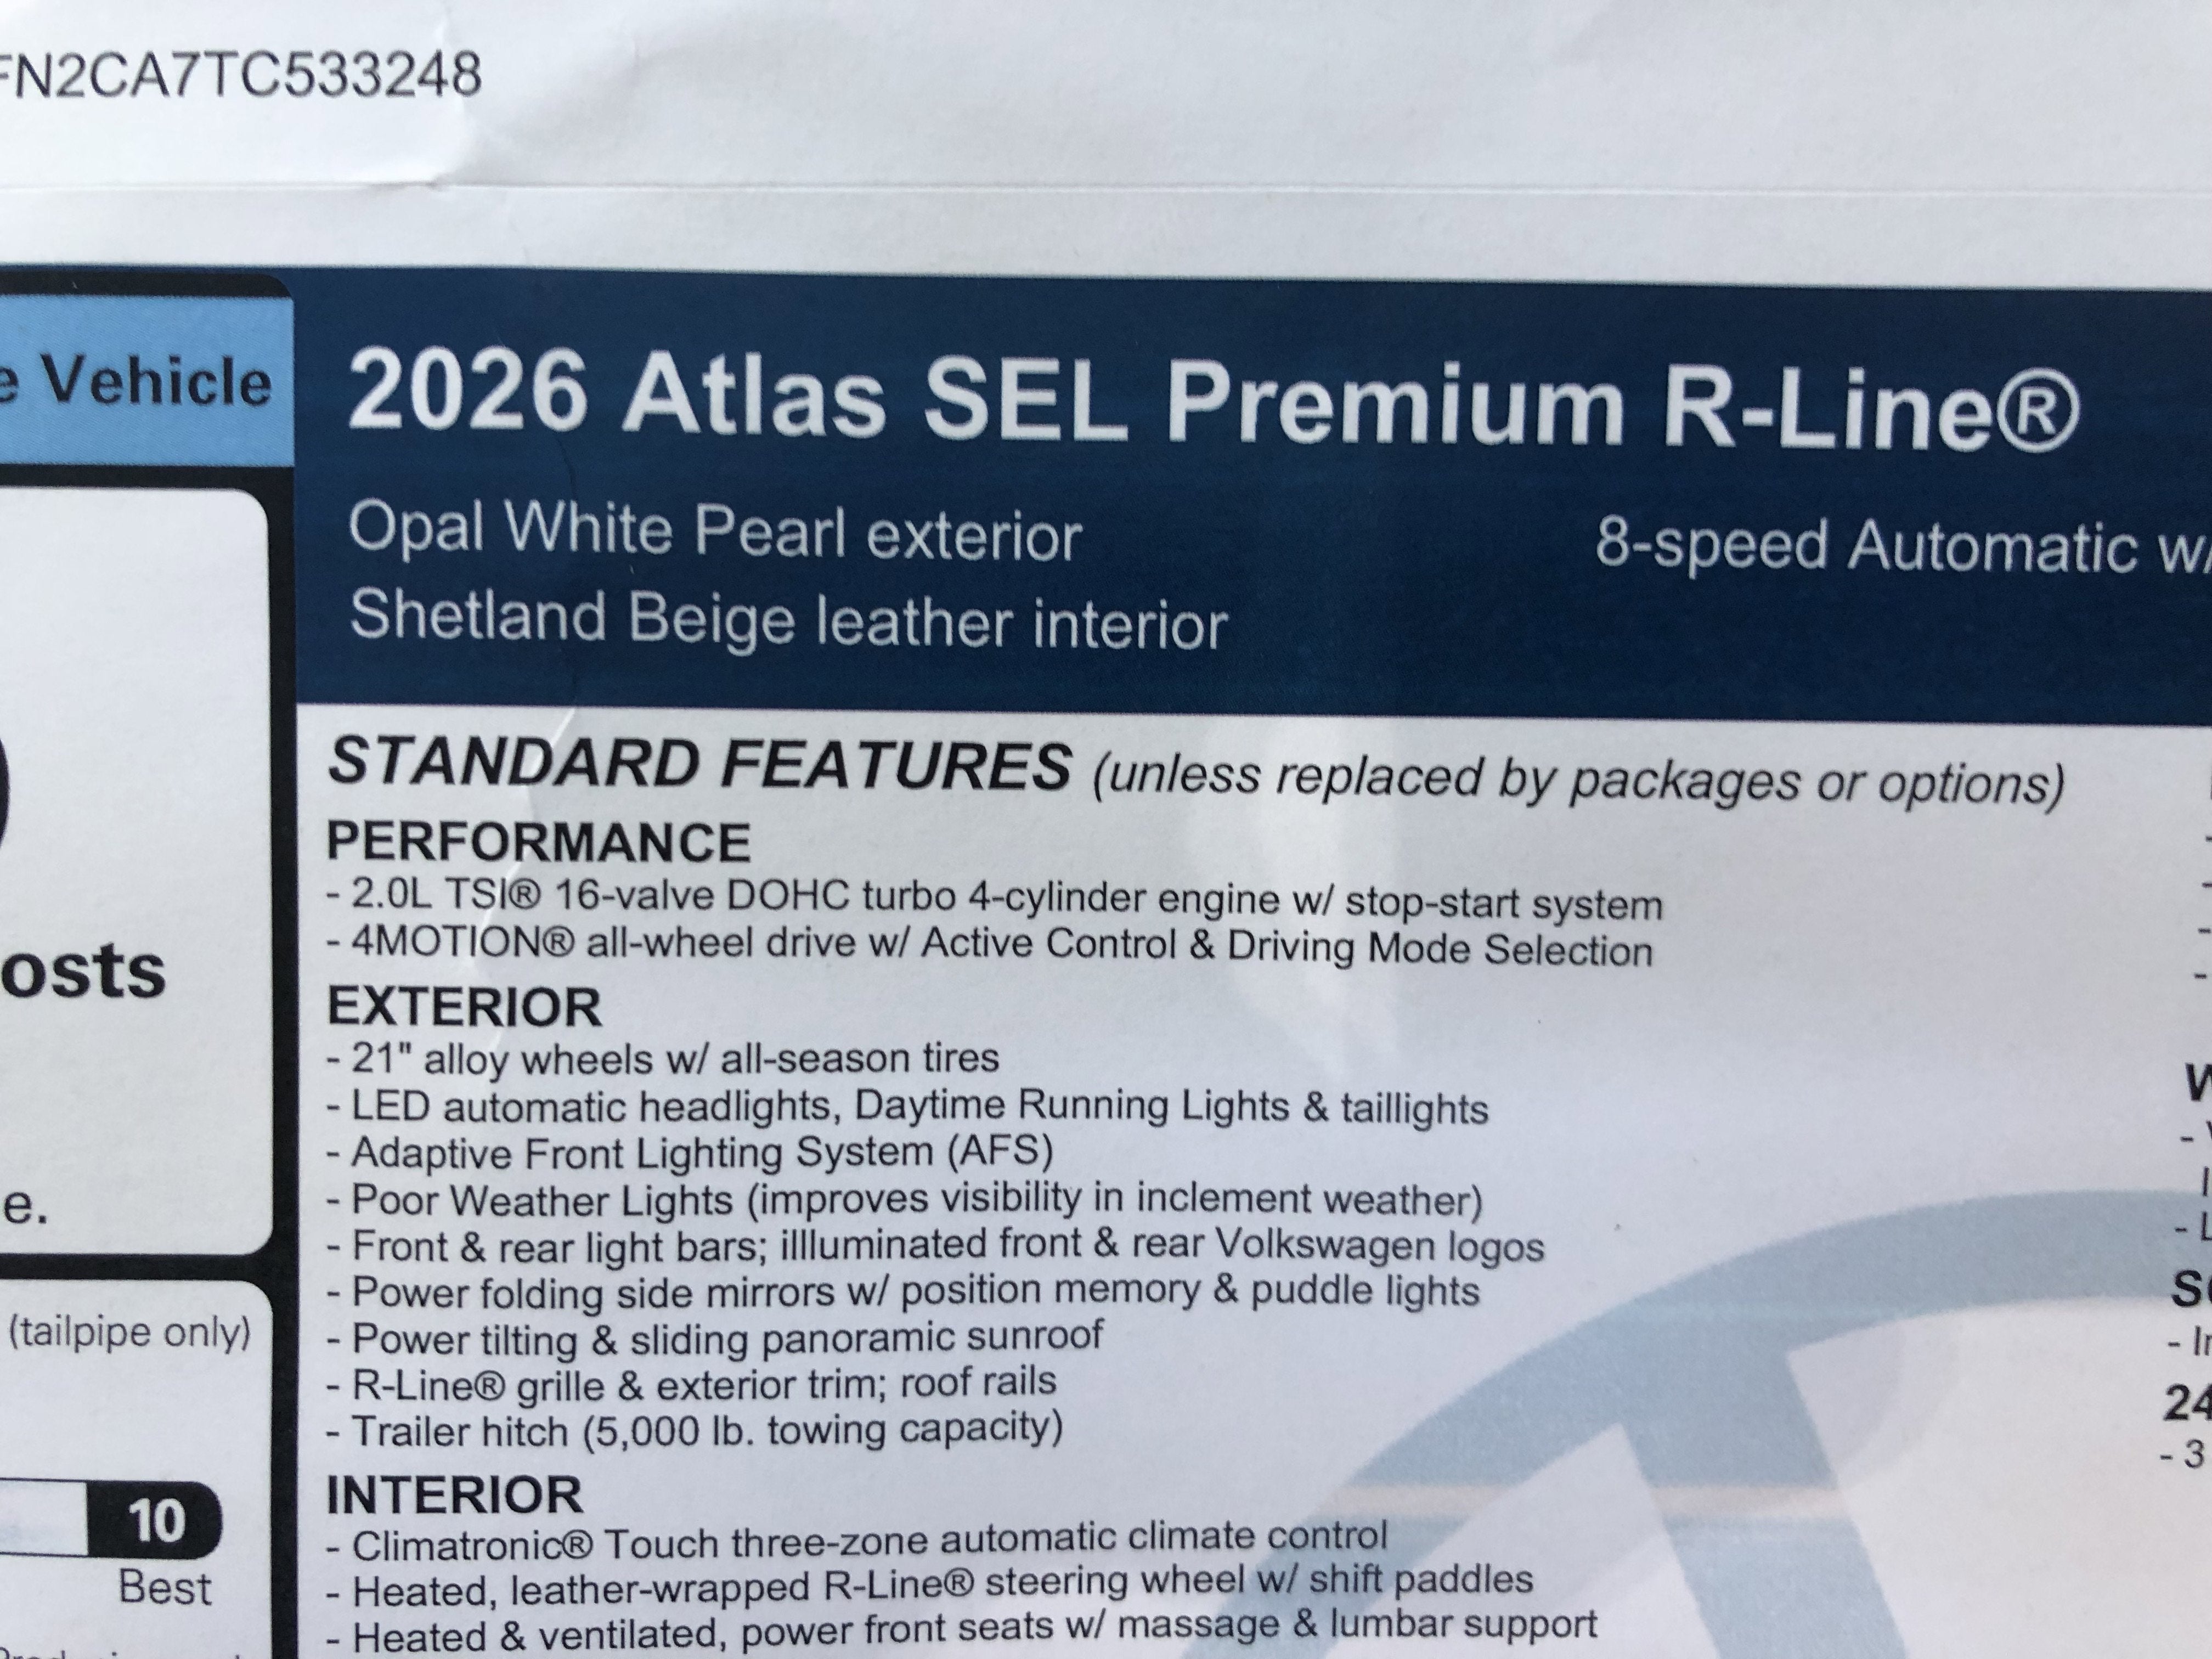 FN2CA7TC533248
e Vehicle
2026 Atlas SEL Premium R-Line®
Opal White Pearl exterior
8-speed Automatic w/
Shetland Beige leather interior
STANDARD FEATURES (unless replaced by packages or options)
PERFORMANCE
- 2.0L TSI® 16-valve DOHC turbo 4-cylinder engine w/ stop-start system
- 4MOTION® all-wheel drive w/ Active Control & Driving Mode Selection
EXTERIOR
- 21" alloy wheels w/ all-season tires
- LED automatic headlights, Daytime Running Lights & taillights
- Adaptive Front Lighting System (AFS)
- Poor Weather Lights (improves visibility in inclement weather)
- Front & rear light bars; illluminated front & rear Volkswagen logos
- Power folding side mirrors w/ position memory & puddle lights
- Power tilting & sliding panoramic sunroof
- R-Line® grille & exterior trim; roof rails
- Trailer hitch (5,000 lb. towing capacity)
INTERIOR
- Climatronic® Touch three-zone automatic climate control
- Heated, leather-wrapped R-Line® steering wheel w/ shift paddles
- Heated & ventilated, power front seats w/ massage & lumbar support
osts
e.
(tailpipe only)
10
Best
24
- 3